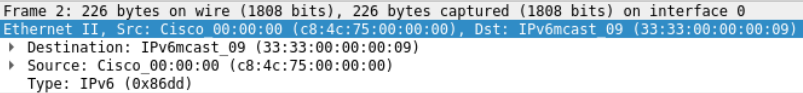 Frame 2: 226 bytes on wire (1808 bits), 226 bytes captured (1808 bits) on interface 0
Ethernet II, Src: Cisco_00:00:00 (c8:4c:75:00:00:00), Dst: IPv6mcast_09 (33:33:00:00:00:09)
Destination: IPv6mcast_09 (33:33:00:00:00:09)
Source: Cisco_00:00:00 (c8:4c:75:00:00:00)
Type: IPv6 (0x86dd)